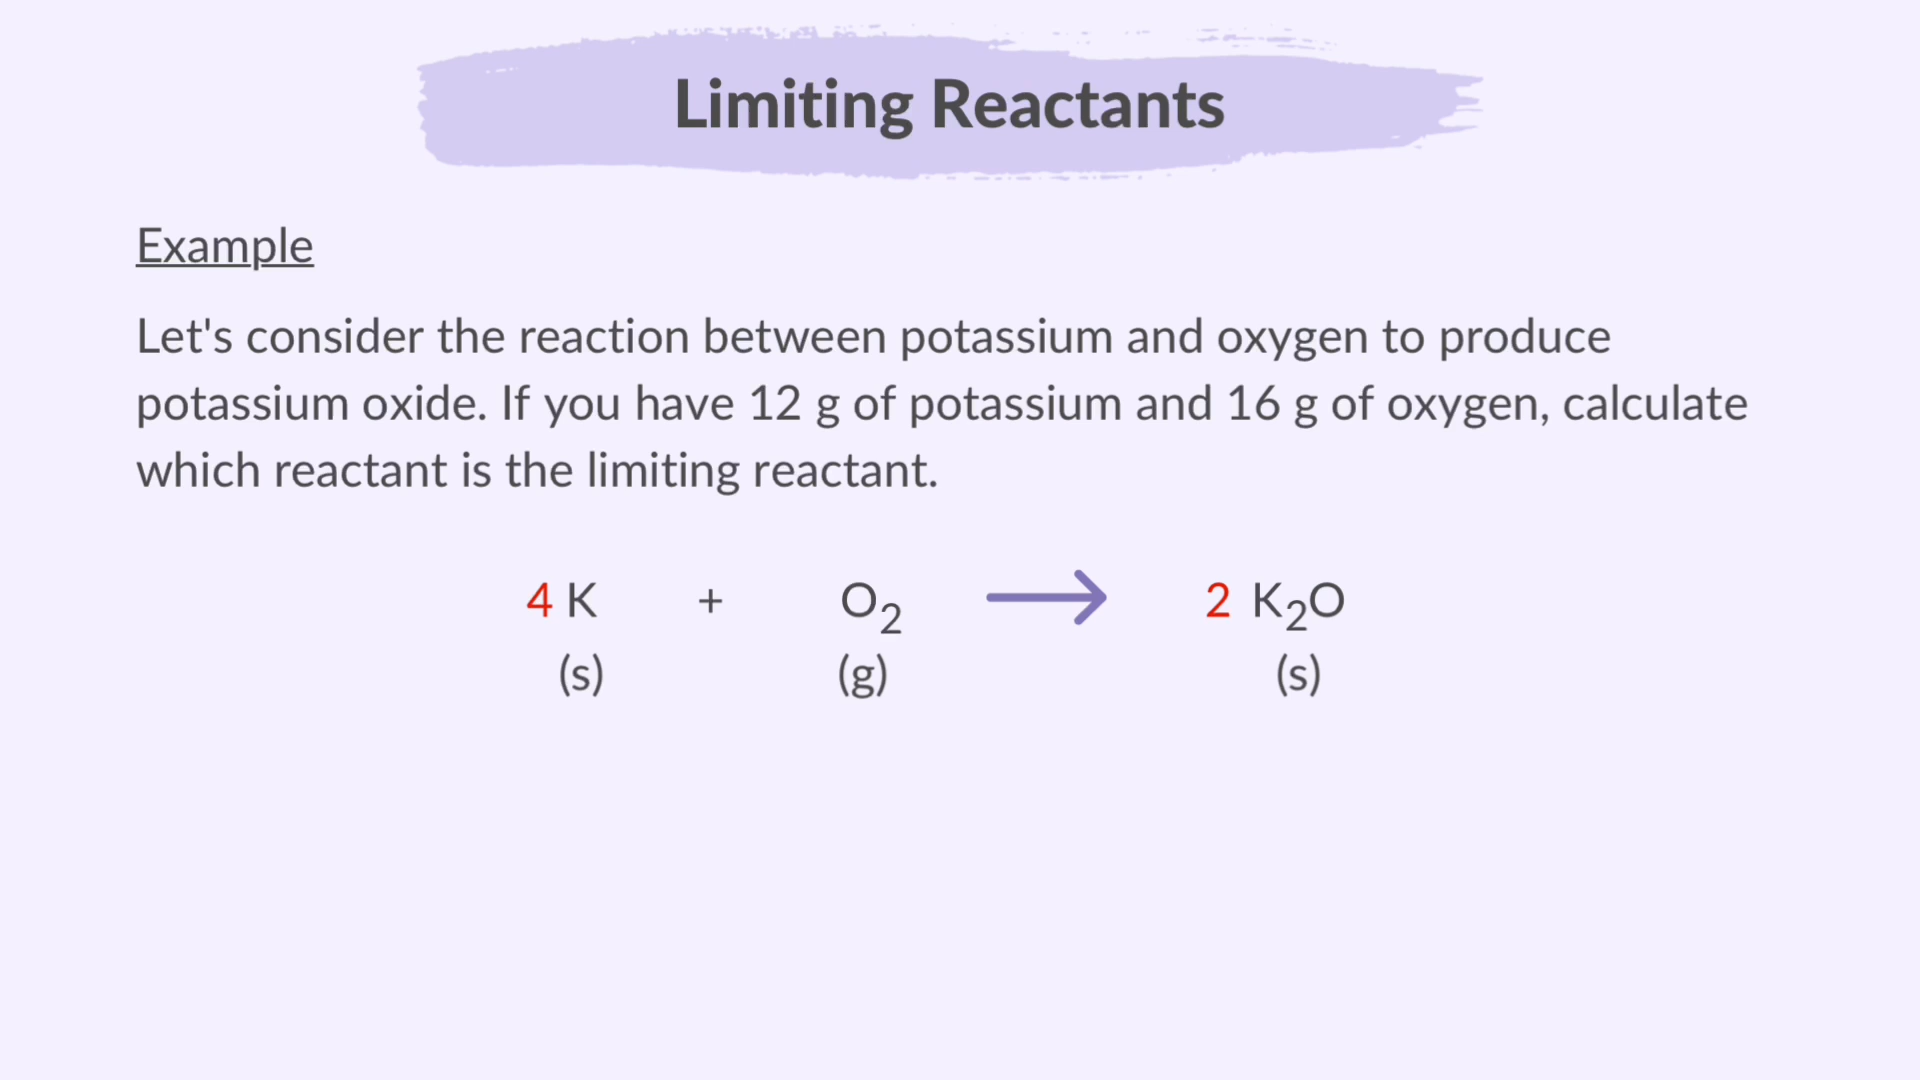 Limiting Reactants
Example
Let's consider the reaction between potassium and oxygen to produce
potassium oxide. If you have 12 g of potassium and 16 g of oxygen, calculate
which reactant is the limiting reactant.
4 K + O₂ ⟶ 2 K₂O
(s) (g) (s)